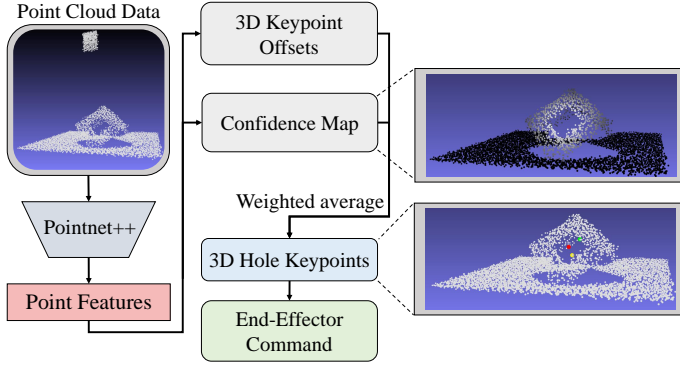 Point Cloud Data
Pointnet++
Point Features
3D Keypoint
Offsets
Confidence Map
Weighted average
3D Hole Keypoints
End-Effector
Command